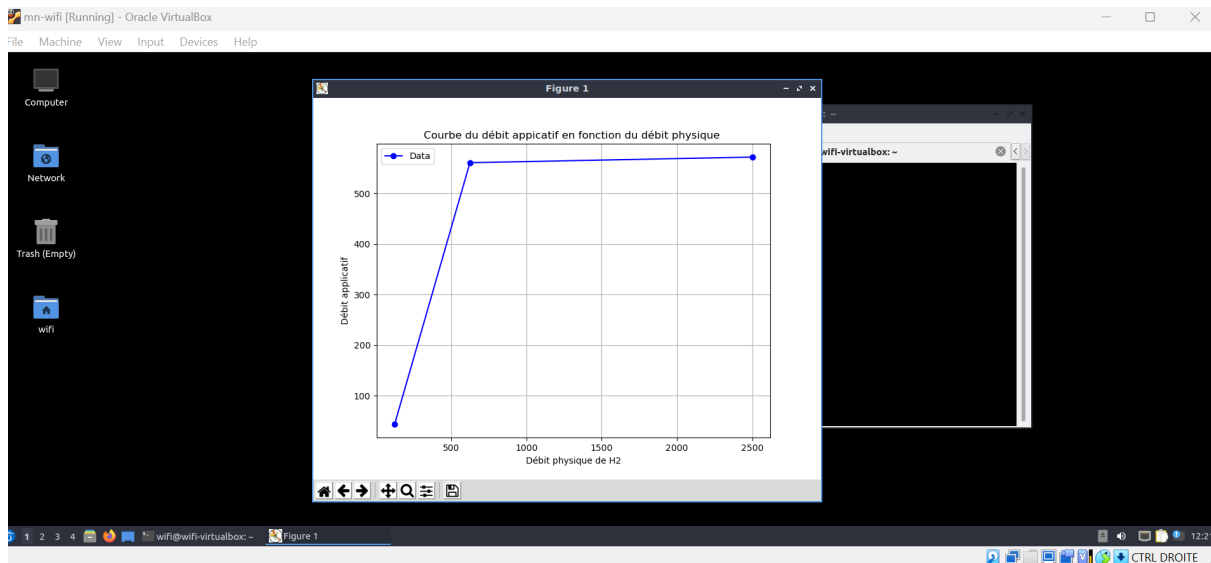 mn-wifi [Running] - Oracle VirtualBox
File Machine View Input Devices Help
Computer
Network
Trash (Empty)
wifi
Figure 1
: ~
wifi-virtualbox: ~
Courbe du débit appicatif en fonction du débit physique
Data
500
400
300
200
100
Débit applicatif
500 1000 1500 2000 2500
Débit physique de H2
1 2 3 4 wifi@wifi-virtualbox: ~ Figure 1 12:21
CTRL DROITE